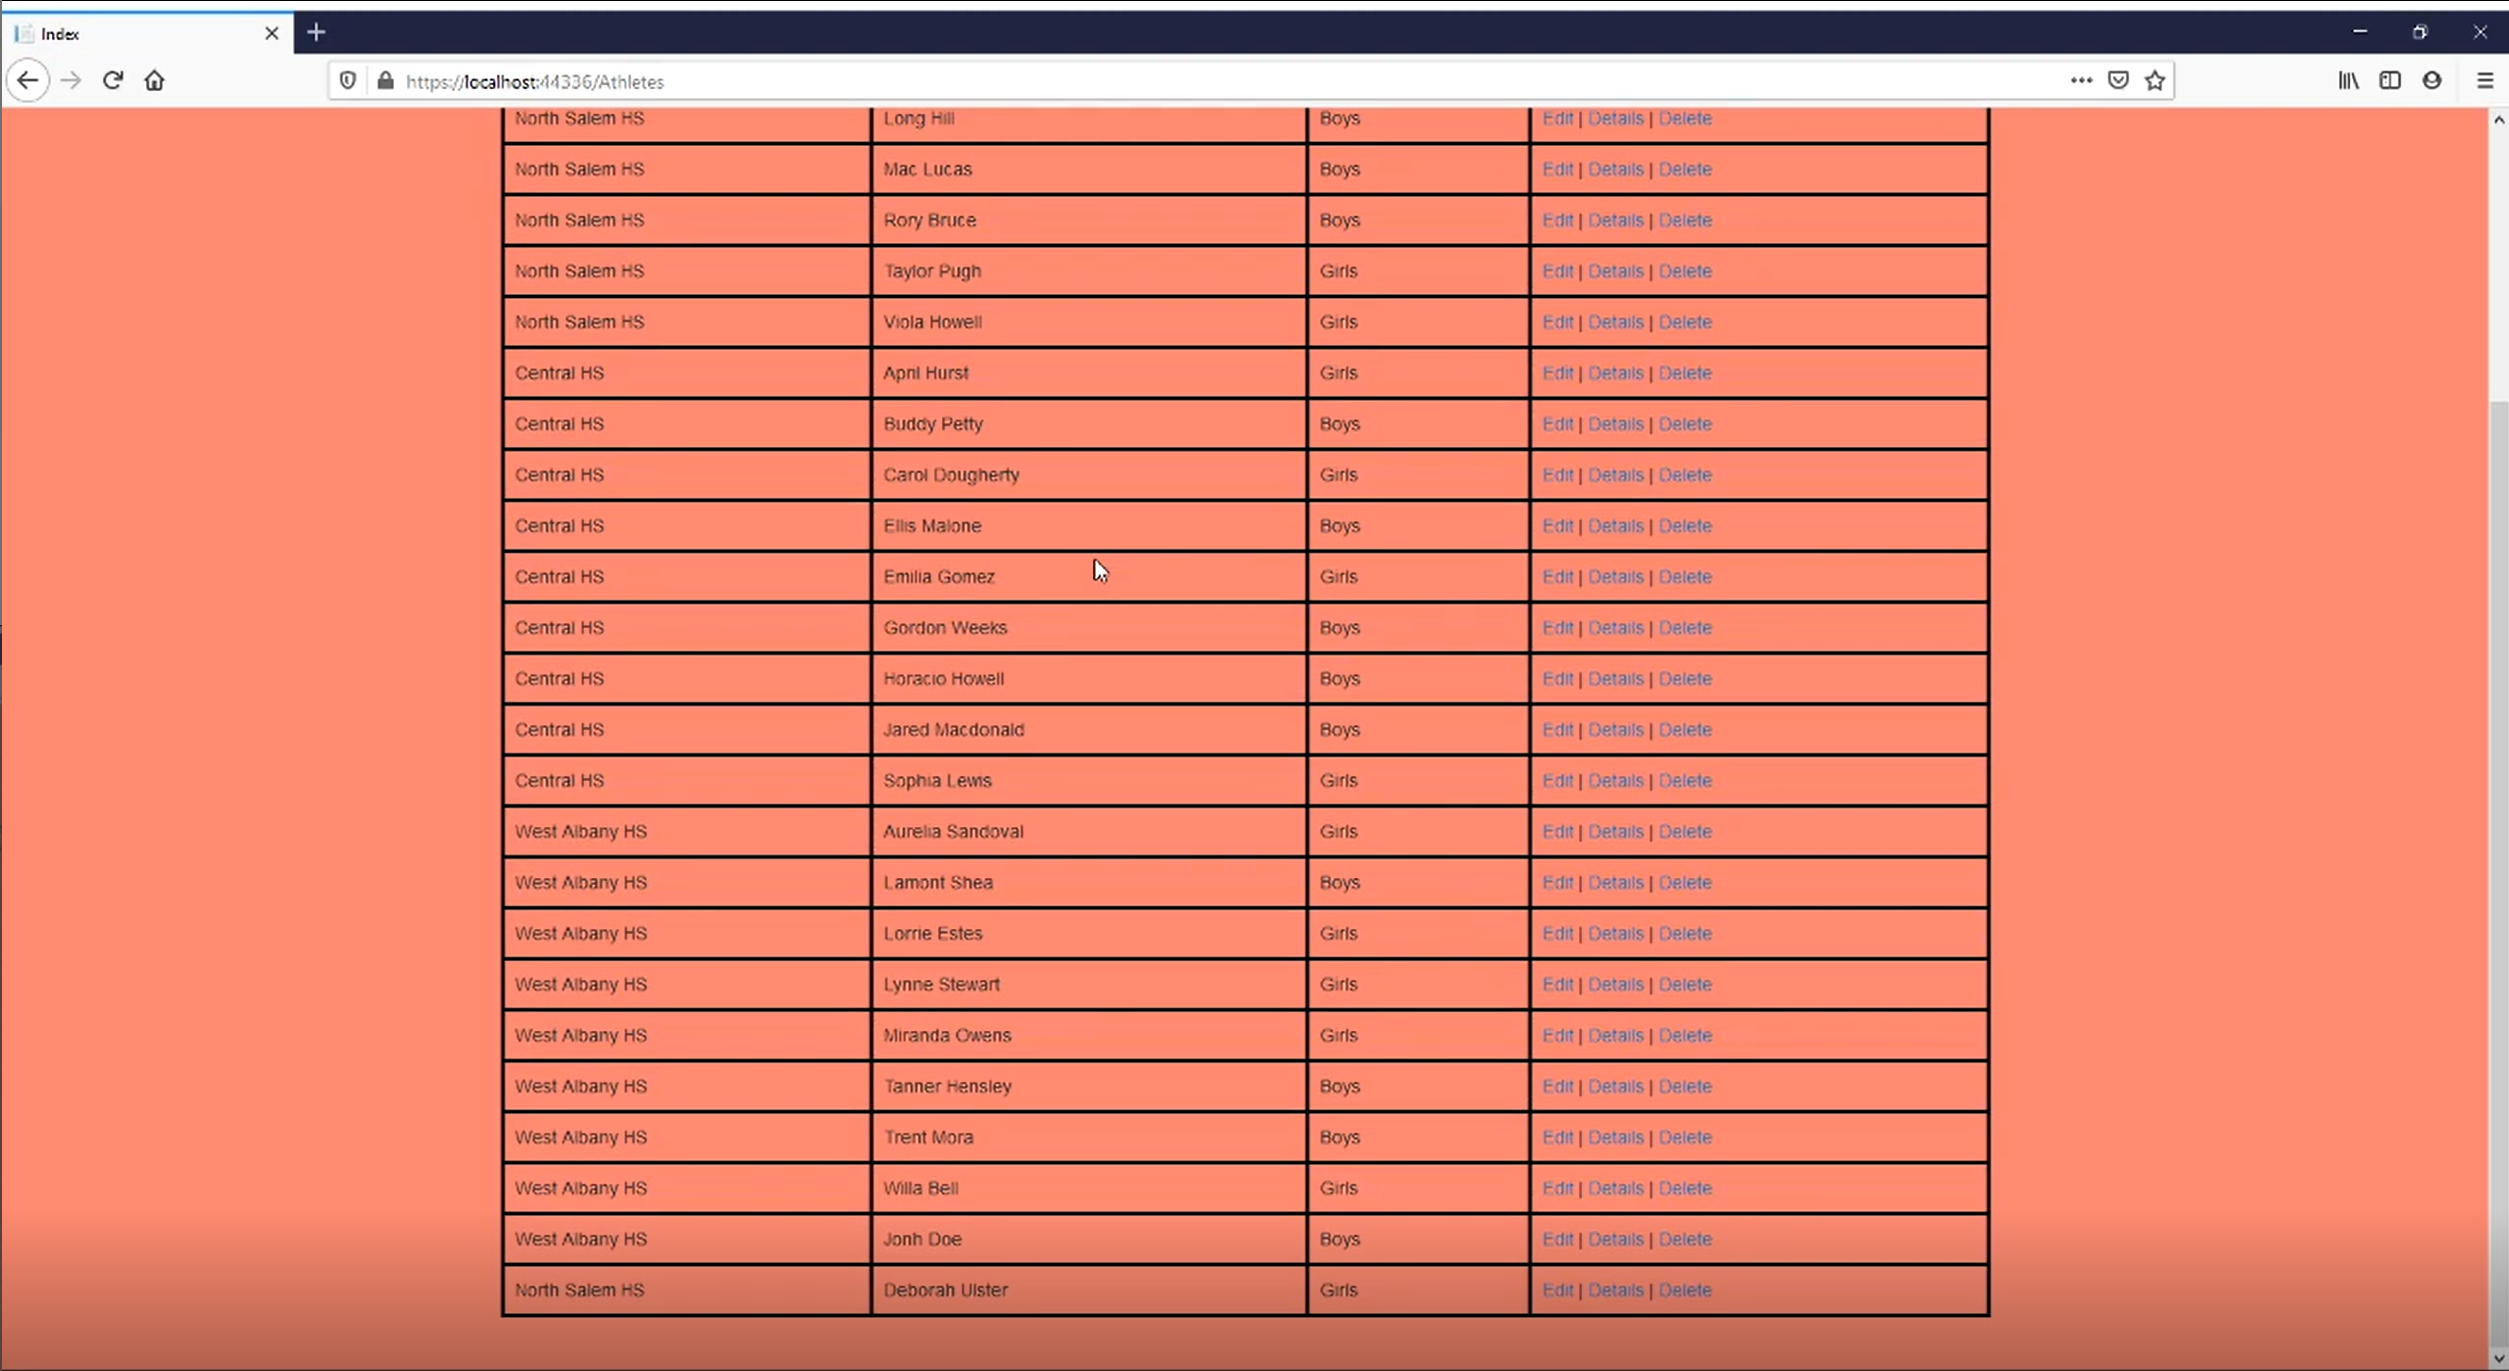 Index
https://localhost:44336/Athletes
North Salem HS Long Hill Boys Edit | Details | Delete
North Salem HS Mac Lucas Boys Edit | Details | Delete
North Salem HS Rory Bruce Boys Edit | Details | Delete
North Salem HS Taylor Pugh Girls Edit | Details | Delete
North Salem HS Viola Howell Girls Edit | Details | Delete
Central HS April Hurst Girls Edit | Details | Delete
Central HS Buddy Petty Boys Edit | Details | Delete
Central HS Carol Dougherty Girls Edit | Details | Delete
Central HS Ellis Malone Boys Edit | Details | Delete
Central HS Emilia Gomez Girls Edit | Details | Delete
Central HS Gordon Weeks Boys Edit | Details | Delete
Central HS Horacio Howell Boys Edit | Details | Delete
Central HS Jared Macdonald Boys Edit | Details | Delete
Central HS Sophia Lewis Girls Edit | Details | Delete
West Albany HS Aurelia Sandoval Girls Edit | Details | Delete
West Albany HS Lamont Shea Boys Edit | Details | Delete
West Albany HS Lorrie Estes Girls Edit | Details | Delete
West Albany HS Lynne Stewart Girls Edit | Details | Delete
West Albany HS Miranda Owens Girls Edit | Details | Delete
West Albany HS Tanner Hensley Boys Edit | Details | Delete
West Albany HS Trent Mora Boys Edit | Details | Delete
West Albany HS Willa Bell Girls Edit | Details | Delete
West Albany HS Jonh Doe Boys Edit | Details | Delete
North Salem HS Deborah Ulster Girls Edit | Details | Delete